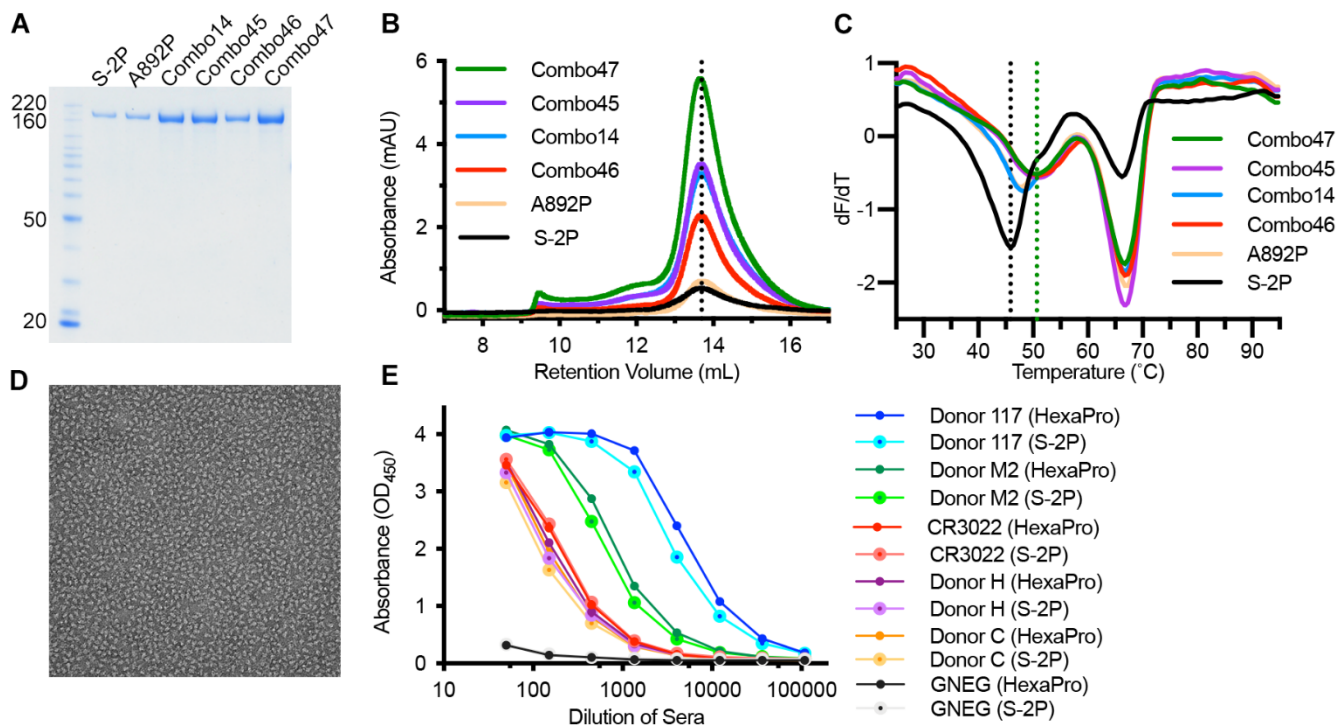 A
S-2P
A892P
Combo14
Combo45
Combo46
Combo47
220
160
50
20
B
6
4
2
0
Absorbance (mAU)
Combo47
Combo45
Combo14
Combo46
A892P
S-2P
8
10
12
14
16
Retention Volume (mL)
C
1
0
-1
-2
dF/dT
Combo47
Combo45
Combo14
Combo46
A892P
S-2P
30
40
50
60
70
80
90
Temperature (˚C)
D
E
4
3
2
1
0
Absorbance (OD450)
10
100
1000
10000
100000
Dilution of Sera
Donor 117 (HexaPro)
Donor 117 (S-2P)
Donor M2 (HexaPro)
Donor M2 (S-2P)
CR3022 (HexaPro)
CR3022 (S-2P)
Donor H (HexaPro)
Donor H (S-2P)
Donor C (HexaPro)
Donor C (S-2P)
GNEG (HexaPro)
GNEG (S-2P)